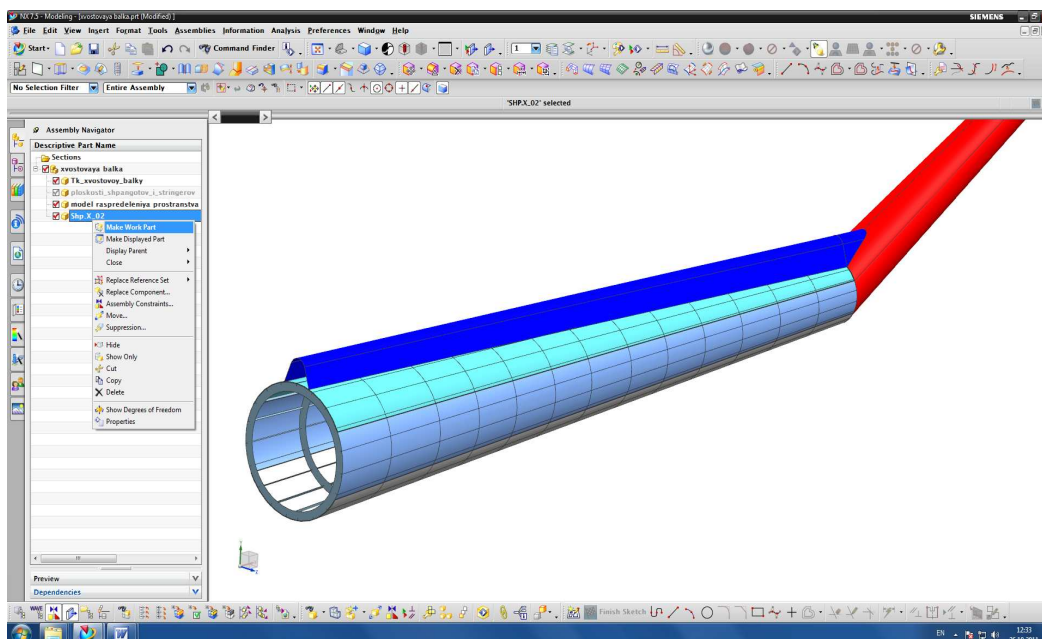 NX 7.5 - Modeling - [xvostovaya balka.prt (Modified) ]
SIEMENS
File Edit View Insert Format Tools Assemblies Information Analysis Preferences Window Help
Start Command Finder
1
No Selection Filter Entire Assembly
'SHP.X_02' selected
Assembly Navigator
Descriptive Part Name
Sections
xvostovaya balka
Tk_xvostovoy_balky
ploskosti_shpangotov_i_stringerov
model raspredeleniya prostranstva
Shp.X_02
Make Work Part
Make Displayed Part
Display Parent
Close
Replace Reference Set
Replace Component...
Assembly Constraints...
Move...
Suppression...
Hide
Show Only
Cut
Copy
Delete
Show Degrees of Freedom
Properties
Preview
Dependencies
WAVE
Finish Sketch
EN
12:33